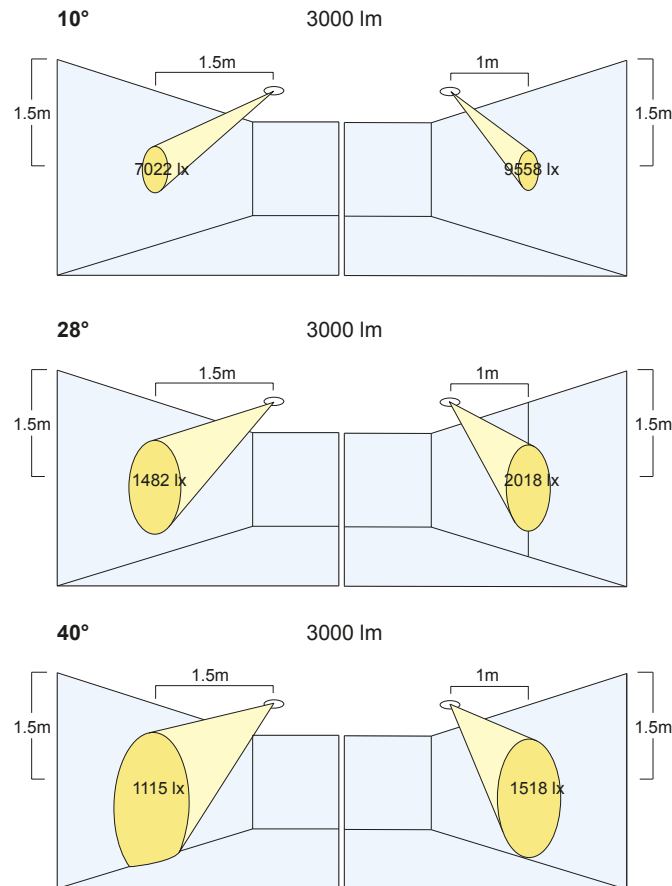 10° 3000 lm
1.5m 1m
1.5m 1.5m
7022 lx 9558 lx
28° 3000 lm
1.5m 1m
1.5m 1.5m
1482 lx 2018 lx
40° 3000 lm
1.5m 1m
1.5m 1.5m
1115 lx 1518 lx